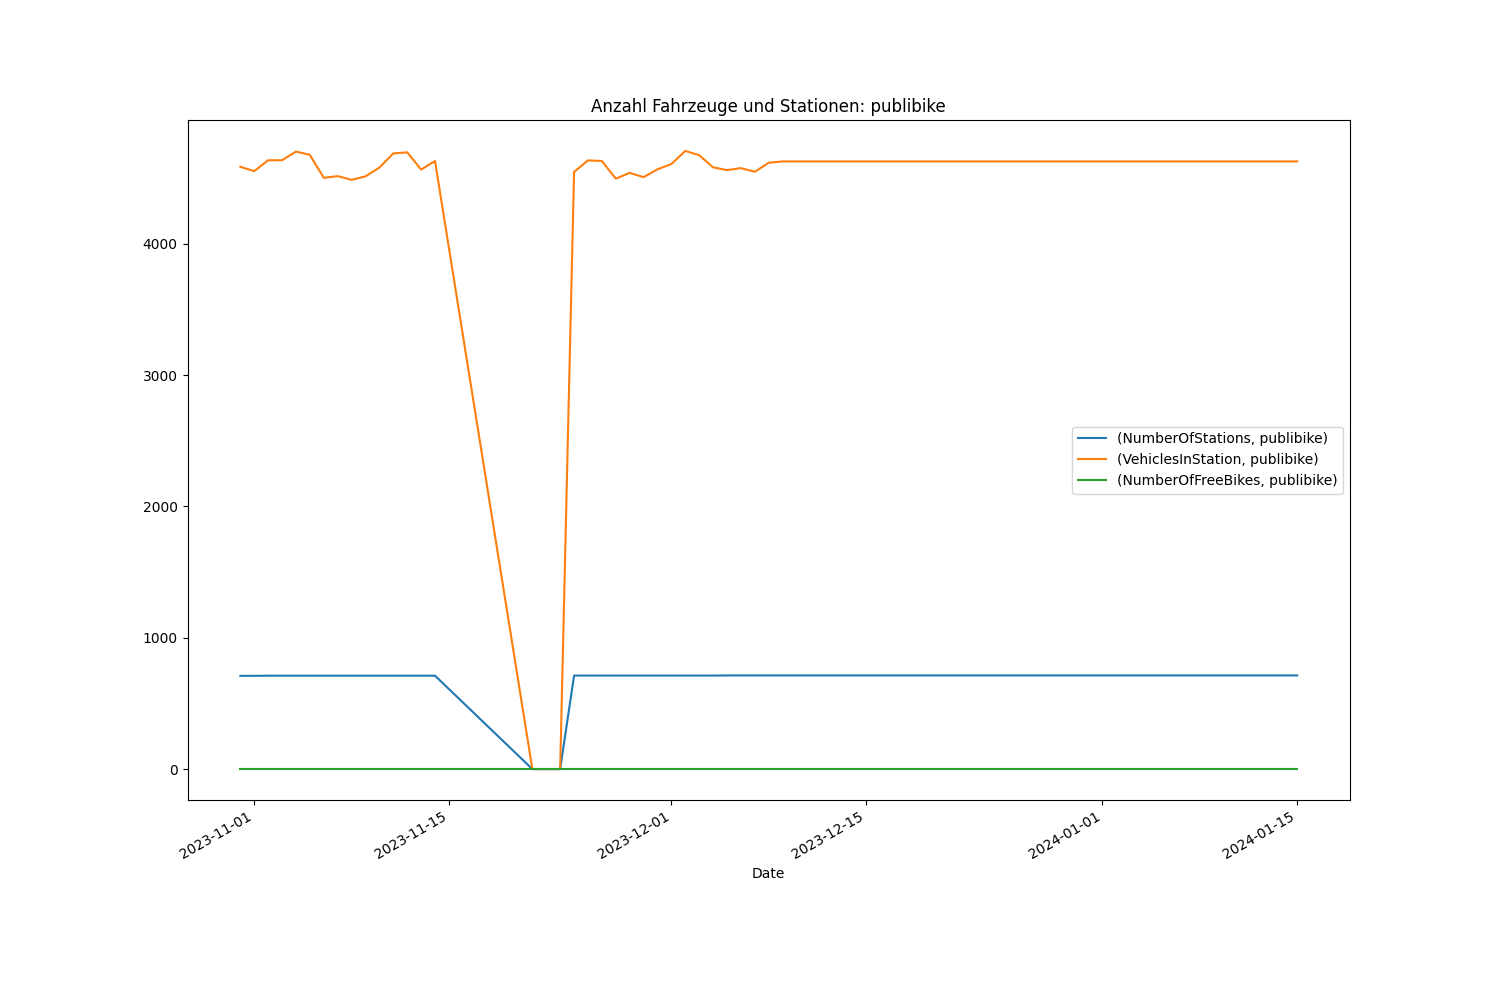 Anzahl Fahrzeuge und Stationen: publibike
4000
3000
2000
1000
0
(NumberOfStations, publibike)
(VehiclesInStation, publibike)
(NumberOfFreeBikes, publibike)
2023-11-01
2023-11-15
2023-12-01
2023-12-15
2024-01-01
2024-01-15
Date